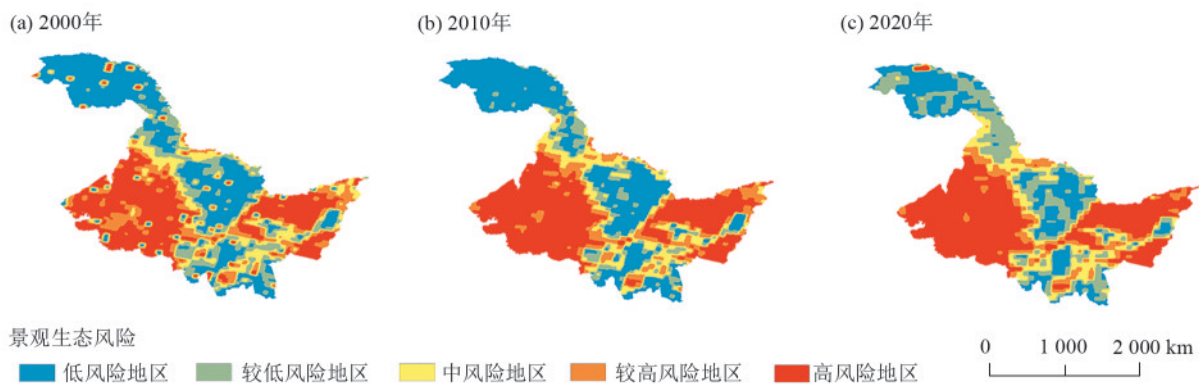 (a) 2000年
(b) 2010年
(c) 2020年
景观生态风险
低风险地区 较低风险地区 中风险地区 较高风险地区 高风险地区
0 1 000 2 000 km